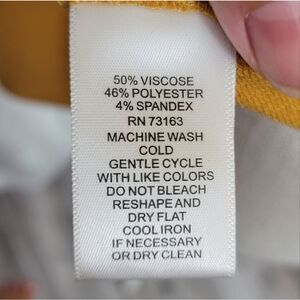 50% VISCOSE
46% POLYESTER
4% SPANDEX
RN 73163
MACHINE WASH
COLD
GENTLE CYCLE
WITH LIKE COLORS
DO NOT BLEACH
RESHAPE AND
DRY FLAT
COOL IRON
IF NECESSARY
OR DRY CLEAN